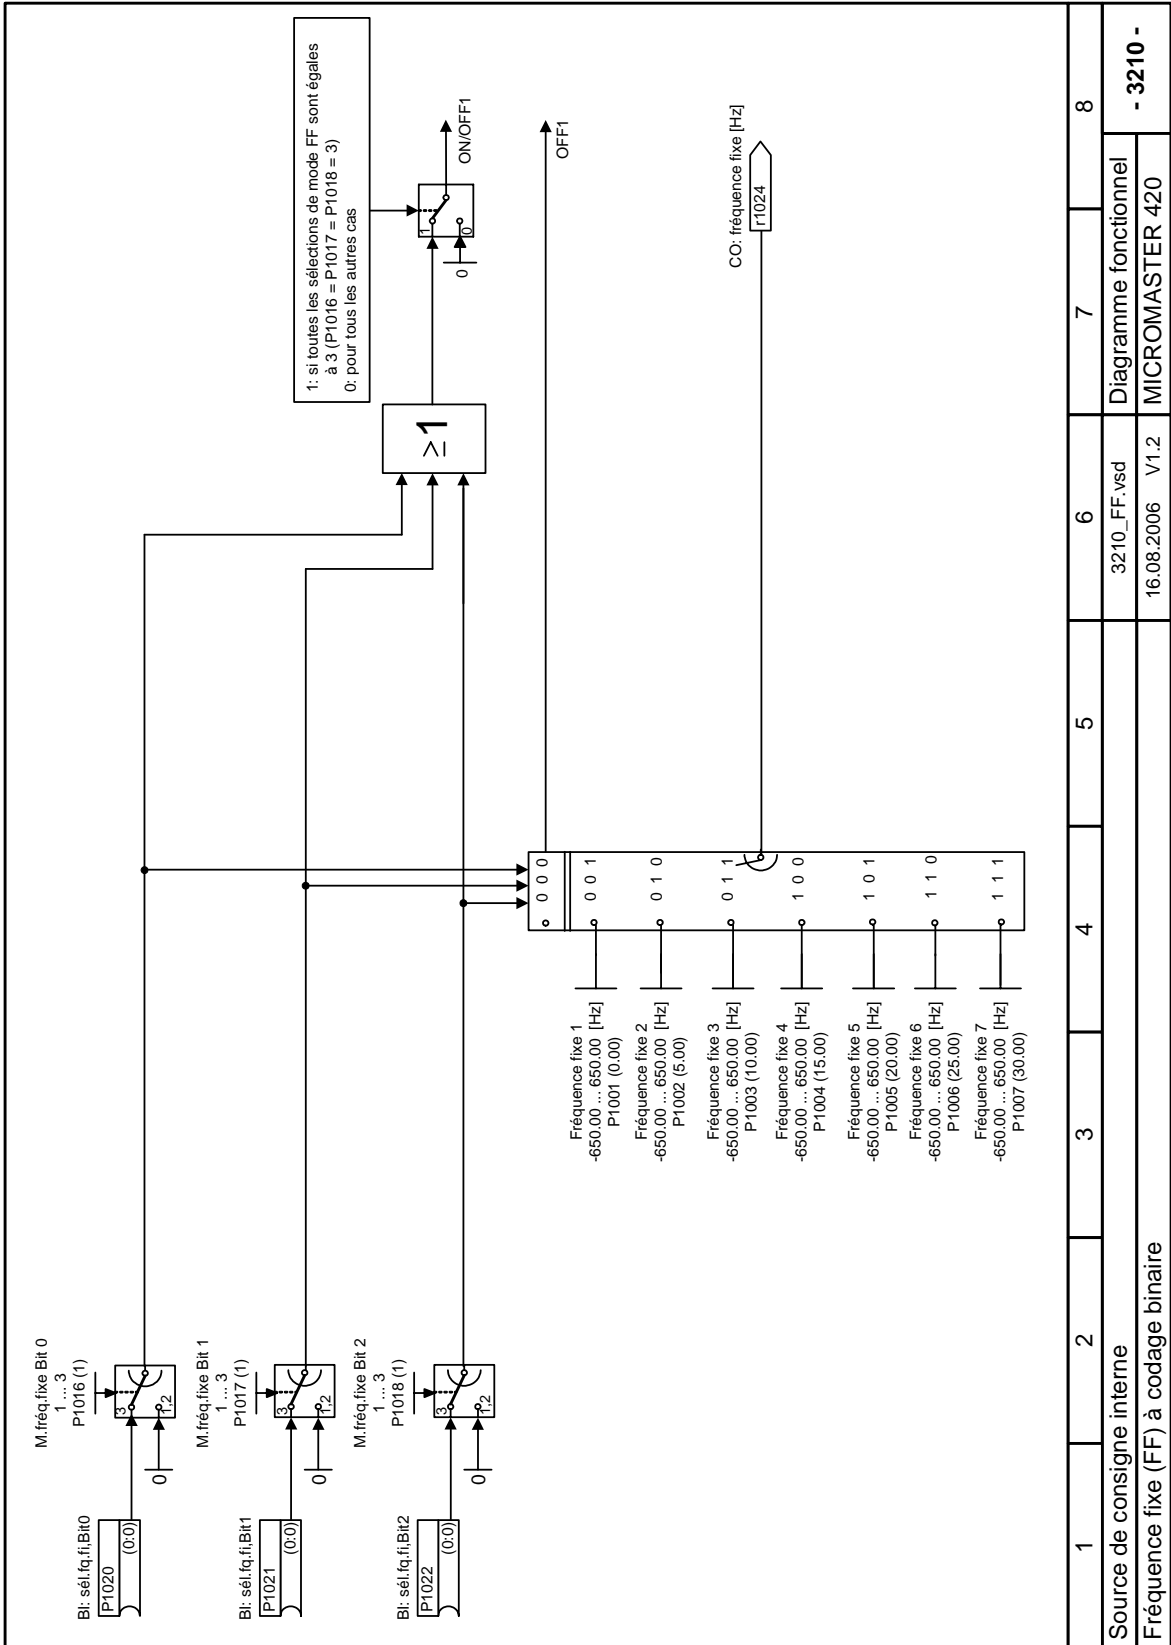 M.fréq.fixe Bit 0
1 ... 3
P1016 (1)
BI: sél.fq.fi,Bit0
P1020
(0:0)
3
1,2
0
M.fréq.fixe Bit 1
1 ... 3
P1017 (1)
BI: sél.fq.fi,Bit1
P1021
(0:0)
3
1,2
0
M.fréq.fixe Bit 2
1 ... 3
P1018 (1)
BI: sél.fq.fi,Bit2
P1022
(0:0)
3
1,2
0
≥1
1: si toutes les sélections de mode FF sont égales
à 3 (P1016 = P1017 = P1018 = 3)
0: pour tous les autres cas
1
0
0
ON/OFF1
0 0 0
OFF1
Fréquence fixe 1
-650.00 ... 650.00 [Hz]
P1001 (0.00)
0 0 1
Fréquence fixe 2
-650.00 ... 650.00 [Hz]
P1002 (5.00)
0 1 0
Fréquence fixe 3
-650.00 ... 650.00 [Hz]
P1003 (10.00)
0 1 1
CO: fréquence fixe [Hz]
r1024
Fréquence fixe 4
-650.00 ... 650.00 [Hz]
P1004 (15.00)
1 0 0
Fréquence fixe 5
-650.00 ... 650.00 [Hz]
P1005 (20.00)
1 0 1
Fréquence fixe 6
-650.00 ... 650.00 [Hz]
P1006 (25.00)
1 1 0
Fréquence fixe 7
-650.00 ... 650.00 [Hz]
P1007 (30.00)
1 1 1
1 2 3 4 5 6 7 8
Source de consigne interne 3210_FF.vsd Diagramme fonctionnel
- 3210 -
Fréquence fixe (FF) à codage binaire 16.08.2006 V1.2 MICROMASTER 420